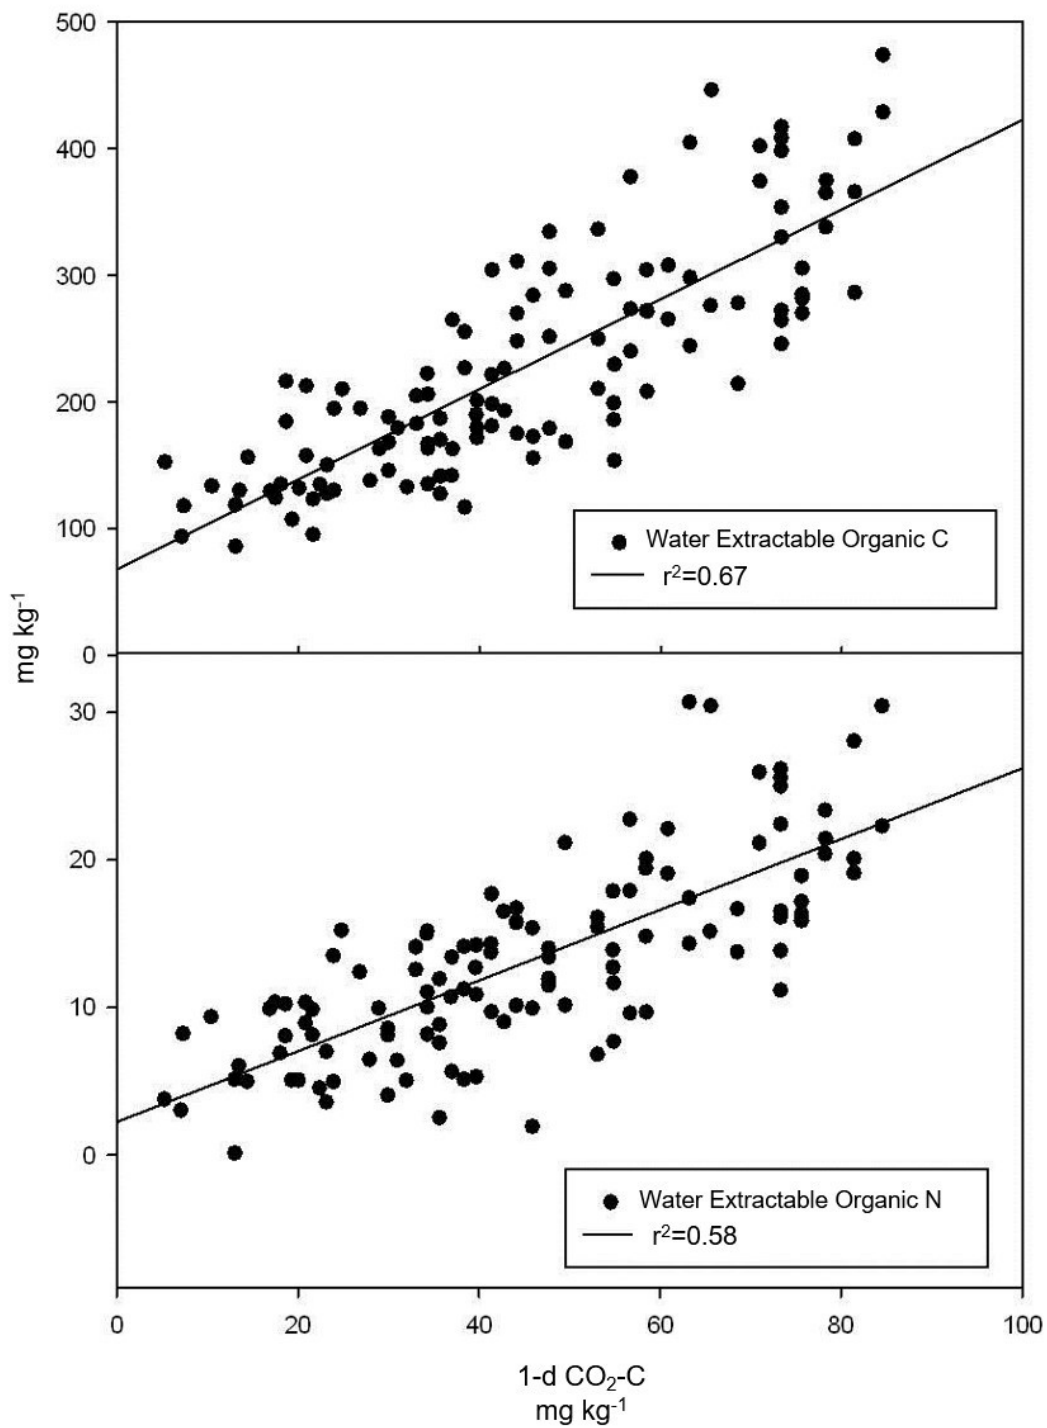 500
400
300
200
100
0
Water Extractable Organic C
r²=0.67
mg kg⁻¹
30
20
10
0
Water Extractable Organic N
r²=0.58
0 20 40 60 80 100
1-d CO₂-C
mg kg⁻¹